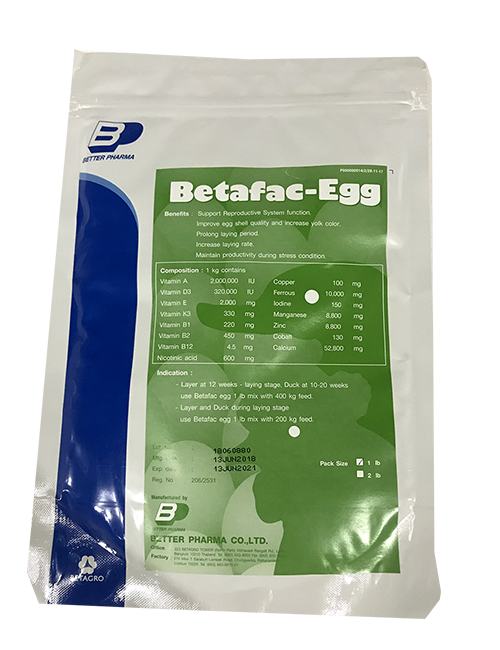 P000000014/2/28-11-17
BETTER PHARMA
Betafac-Egg
Benefits : Support Reproductive System function.
Improve egg shell quality and increase yolk color.
Prolong laying period.
Increase laying rate.
Maintain productivity during stress condition.
Composition : 1 kg contains
Vitamin A 2,000,000 IU Copper 100 mg
Vitamin D3 320,000 IU Ferrous 10,000 mg
Vitamin E 2,000 mg Iodine 150 mg
Vitamin K3 330 mg Manganese 8,800 mg
Vitamin B1 220 mg Zinc 8,800 mg
Vitamin B2 450 mg Cobalt 130 mg
Vitamin B12 4.5 mg Calcium 52,800 mg
Nicotinic acid 600 mg
Indication :
- Layer at 12 weeks - laying stage, Duck at 10-20 weeks
use Betafac egg 1 lb mix with 400 kg feed.
- Layer and Duck during laying stage
use Betafac egg 1 lb mix with 200 kg feed.
18060880
Mfg. 13JUN2018
Exp. 13JUN2021
Reg. No. 206/2531
Pack Size 1 lb
2 lb
Manufactured by
BETTER PHARMA CO.,LTD.
Office
Factory
BETAGRO